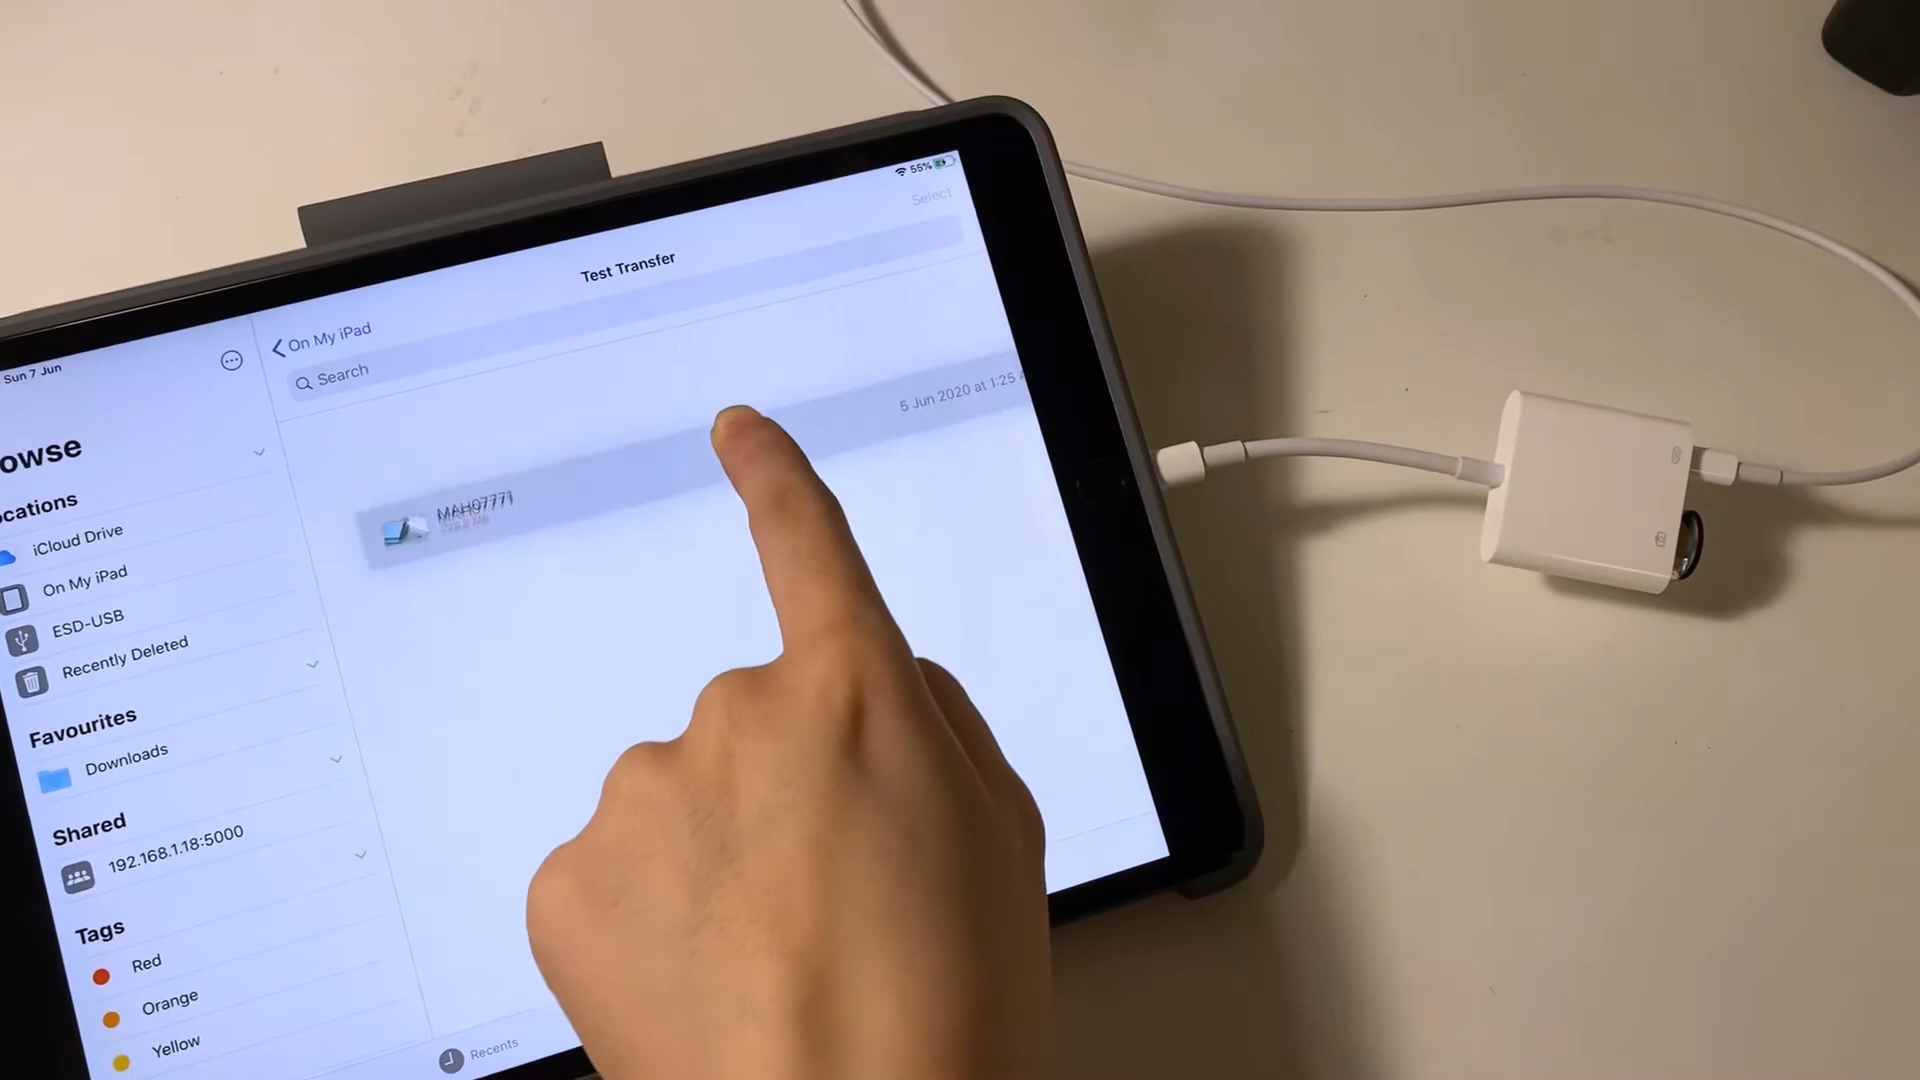 55%
Select
Test Transfer
Sun 7 Jun
On My iPad
Search
owse
5 Jun 2020 at 1:25
MAH07771
ocations
iCloud Drive
On My iPad
ESD-USB
Recently Deleted
Favourites
Downloads
Shared
192.168.1.18:5000
Tags
Red
Orange
Yellow
Recents